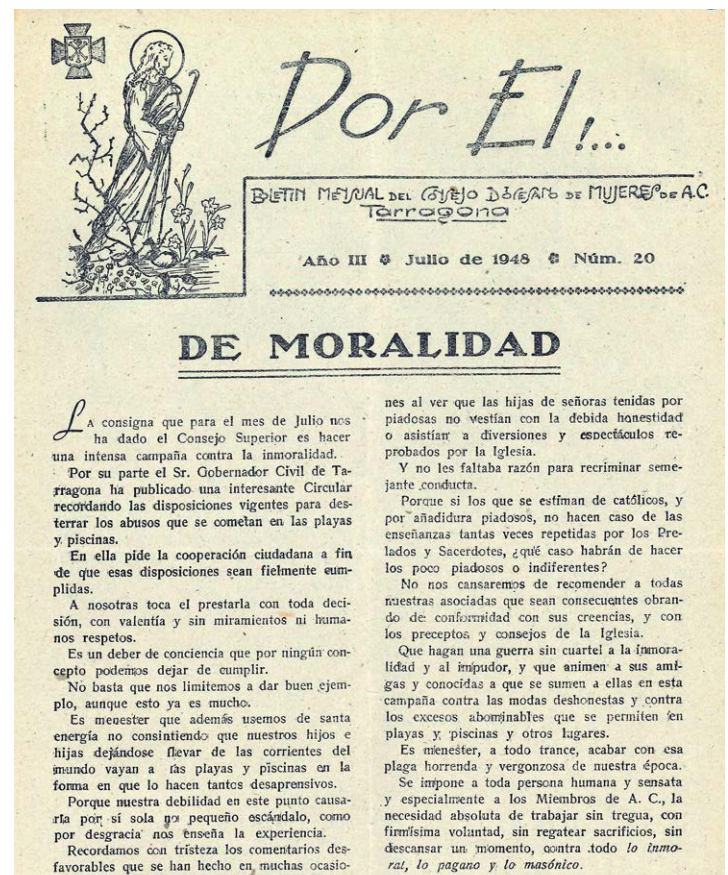 Por El!...
BOLETIN MENSUAL DEL CONSEJO DIOCESANO DE MUJERES DE A.C.
Tarragona
Año III Julio de 1948 Núm. 20
DE MORALIDAD
LA consigna que para el mes de Julio nos
ha dado el Consejo Superior es hacer
una intensa campaña contra la inmoralidad.
Por su parte el Sr. Gobernador Civil de Ta-
rragona ha publicado una interesante Circular
recordando las disposiciones vigentes para des-
terrar los abusos que se cometan en las playas
y piscinas.
En ella pide la cooperación ciudadana a fin
de que esas disposiciones sean fielmente cum-
plidas.
A nosotras toca el prestarla con toda deci-
sión, con valentía y sin miramientos ni huma-
nos respetos.
Es un deber de conciencia que por ningún con-
cepto podemos dejar de cumplir.
No basta que nos limitemos a dar buen ejem-
plo, aunque esto ya es mucho.
Es menester que además usemos de santa
energía no consintiendo que nuestros hijos e
hijas dejándose llevar de las corrientes del
mundo vayan a las playas y piscinas en la
forma en que lo hacen tantos desaprensivos.
Porque nuestra debilidad en este punto causa-
ría por sí sola no pequeño escándalo, como
por desgracia nos enseña la experiencia.
Recordamos con tristeza los comentarios des-
favorables que se han hecho en muchas ocasio-
nes al ver que las hijas de señoras tenidas por
piadosas no vestían con la debida honestidad
o asistían a diversiones y espectáculos re-
probados por la Iglesia.
Y no les faltaba razón para recriminar seme-
jante conducta.
Porque si los que se estiman de católicos, y
por añadidura piadosos, no hacen caso de las
enseñanzas tantas veces repetidas por los Pre-
lados y Sacerdotes, ¿qué caso habrán de hacer
los poco piadosos o indiferentes?
No nos cansaremos de recomender a todas
nuestras asociadas que sean consecuentes obran-
do de conformidad con sus creencias, y con
los preceptos y consejos de la Iglesia.
Que hagan una guerra sin cuartel a la inmora-
lidad y al impudor, y que animen a sus ami-
gas y conocidas a que se sumen a ellas en esta
campaña contra las modas deshonestas y contra
los excesos abominables que se permiten en
playas y piscinas y otros lugares.
Es menester, a todo trance, acabar con esa
plaga horrenda y vergonzosa de nuestra época.
Se impone a toda persona humana y sensata
y especialmente a los Miembros de A. C., la
necesidad absoluta de trabajar sin tregua, con
firmísima voluntad, sin regatear sacrificios, sin
descansar un momento, contra todo lo inmo-
ral, lo pagano y lo masónico.